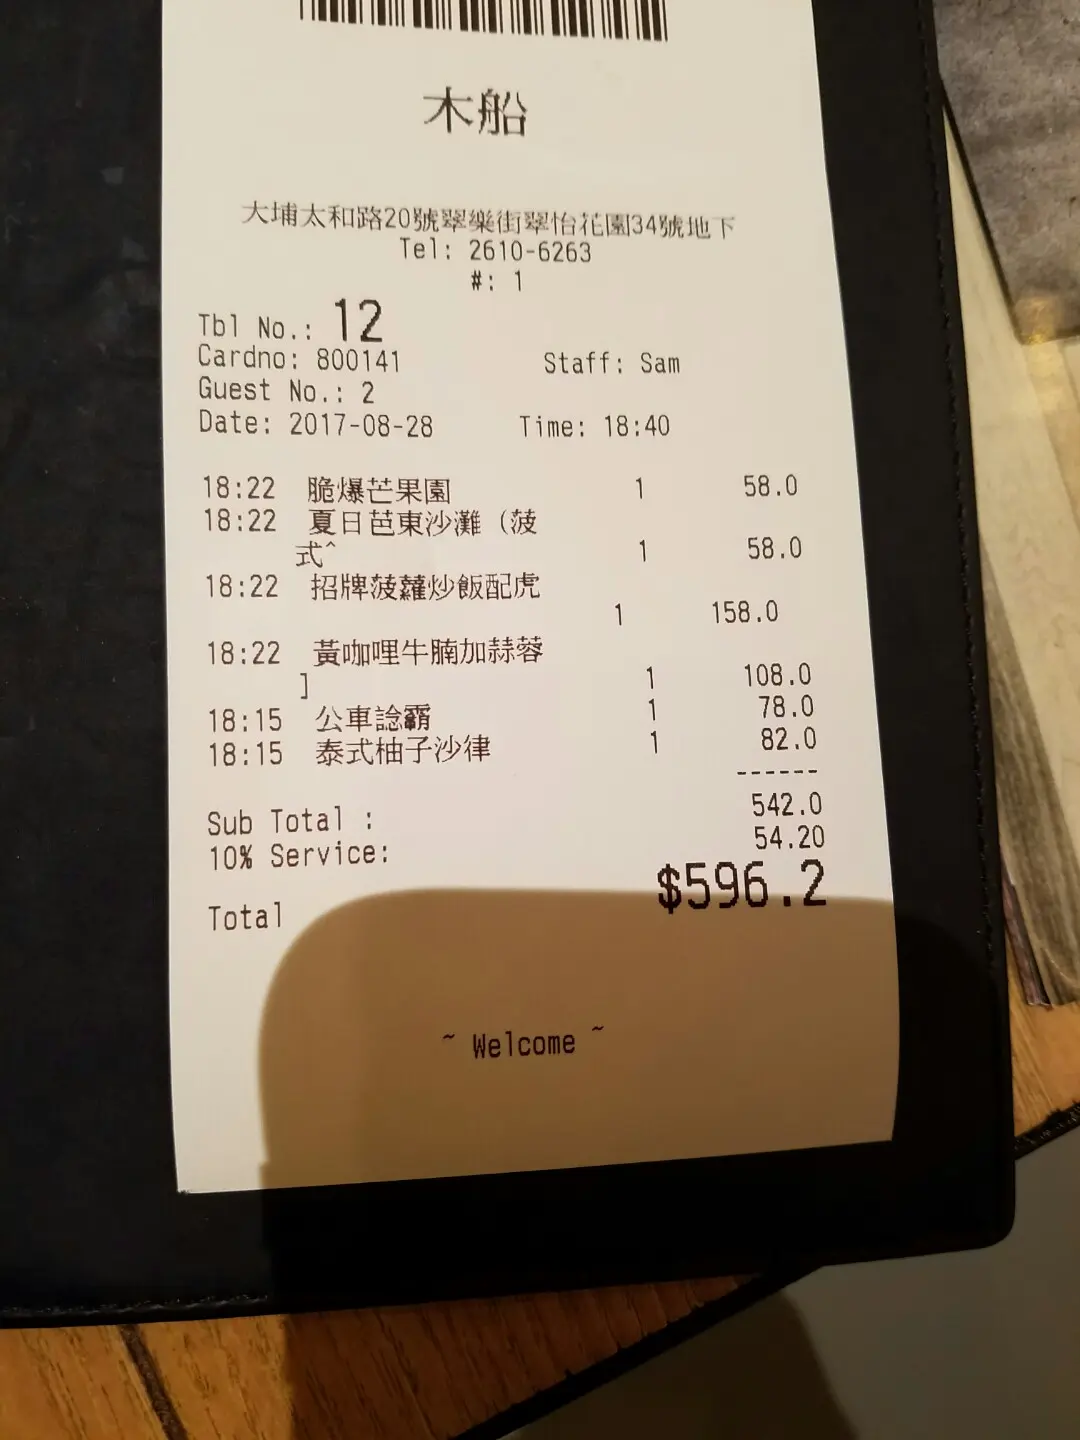 木船
大埔太和路20號翠樂街翠怡花園34號地下
Tel: 2610-6263
#: 1
Tbl No.: 12
Cardno: 800141 Staff: Sam
Guest No.: 2
Date: 2017-08-28 Time: 18:40
18:22 脆爆芒果園 1 58.0
18:22 夏日芭東沙灘（菠
式^ 1 58.0
18:22 招牌菠蘿炒飯配虎
1 158.0
18:22 黃咖哩牛腩加蒜蓉
] 1 108.0
18:15 公車諗霸 1 78.0
18:15 泰式柚子沙律 1 82.0
------
Sub Total : 542.0
10% Service: 54.20
Total $596.2
~ Welcome ~